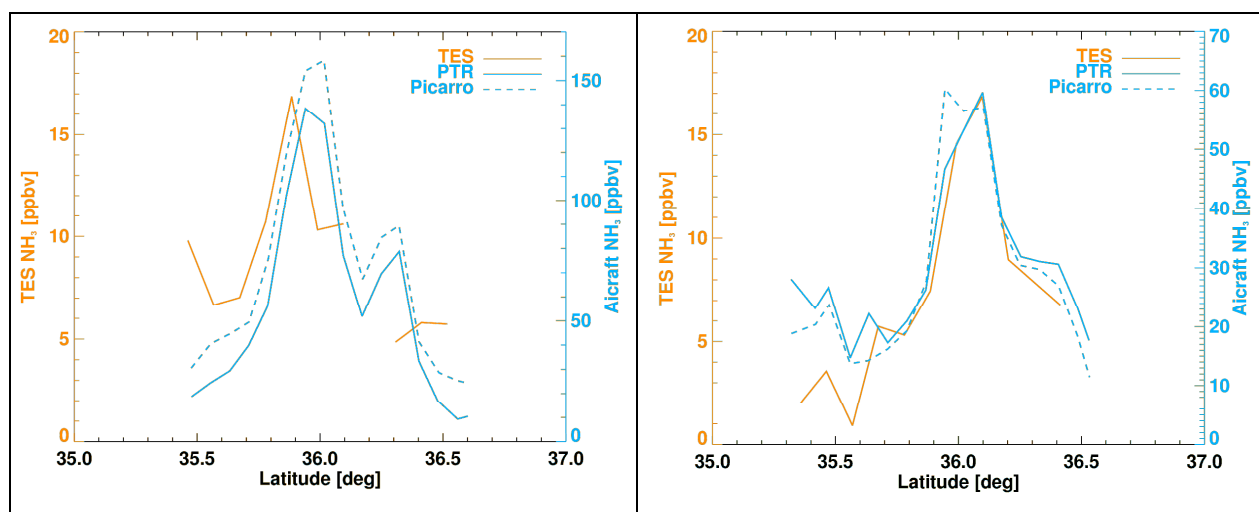 20
15
10
5
0
TES NH₃ [ppbv]
TES
PTR
Picarro
150
100
50
0
Aicraft NH₃ [ppbv]
35.0 35.5 36.0 36.5 37.0
Latitude [deg]
20
15
10
5
0
TES NH₃ [ppbv]
TES
PTR
Picarro
70
60
50
40
30
20
10
0
Aicraft NH₃ [ppbv]
35.0 35.5 36.0 36.5 37.0
Latitude [deg]